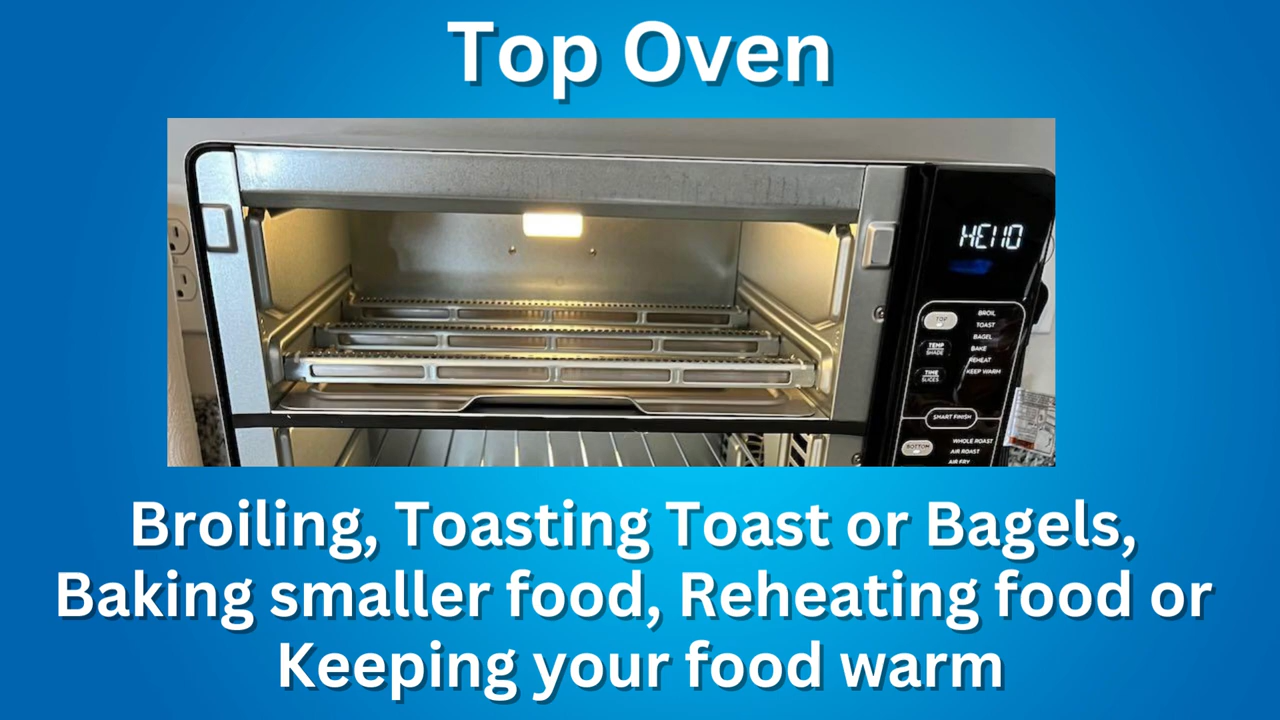 Top Oven
HEllO
TOP
BROIL
TOAST
BAGEL
TEMP
SHADE
BAKE
REHEAT
TIME
SLICES
KEEP WARM
SMART FINISH
BOTTOM
WHOLE ROAST
AIR ROAST
AIR FRY
Broiling, Toasting Toast or Bagels,
Baking smaller food, Reheating food or
Keeping your food warm